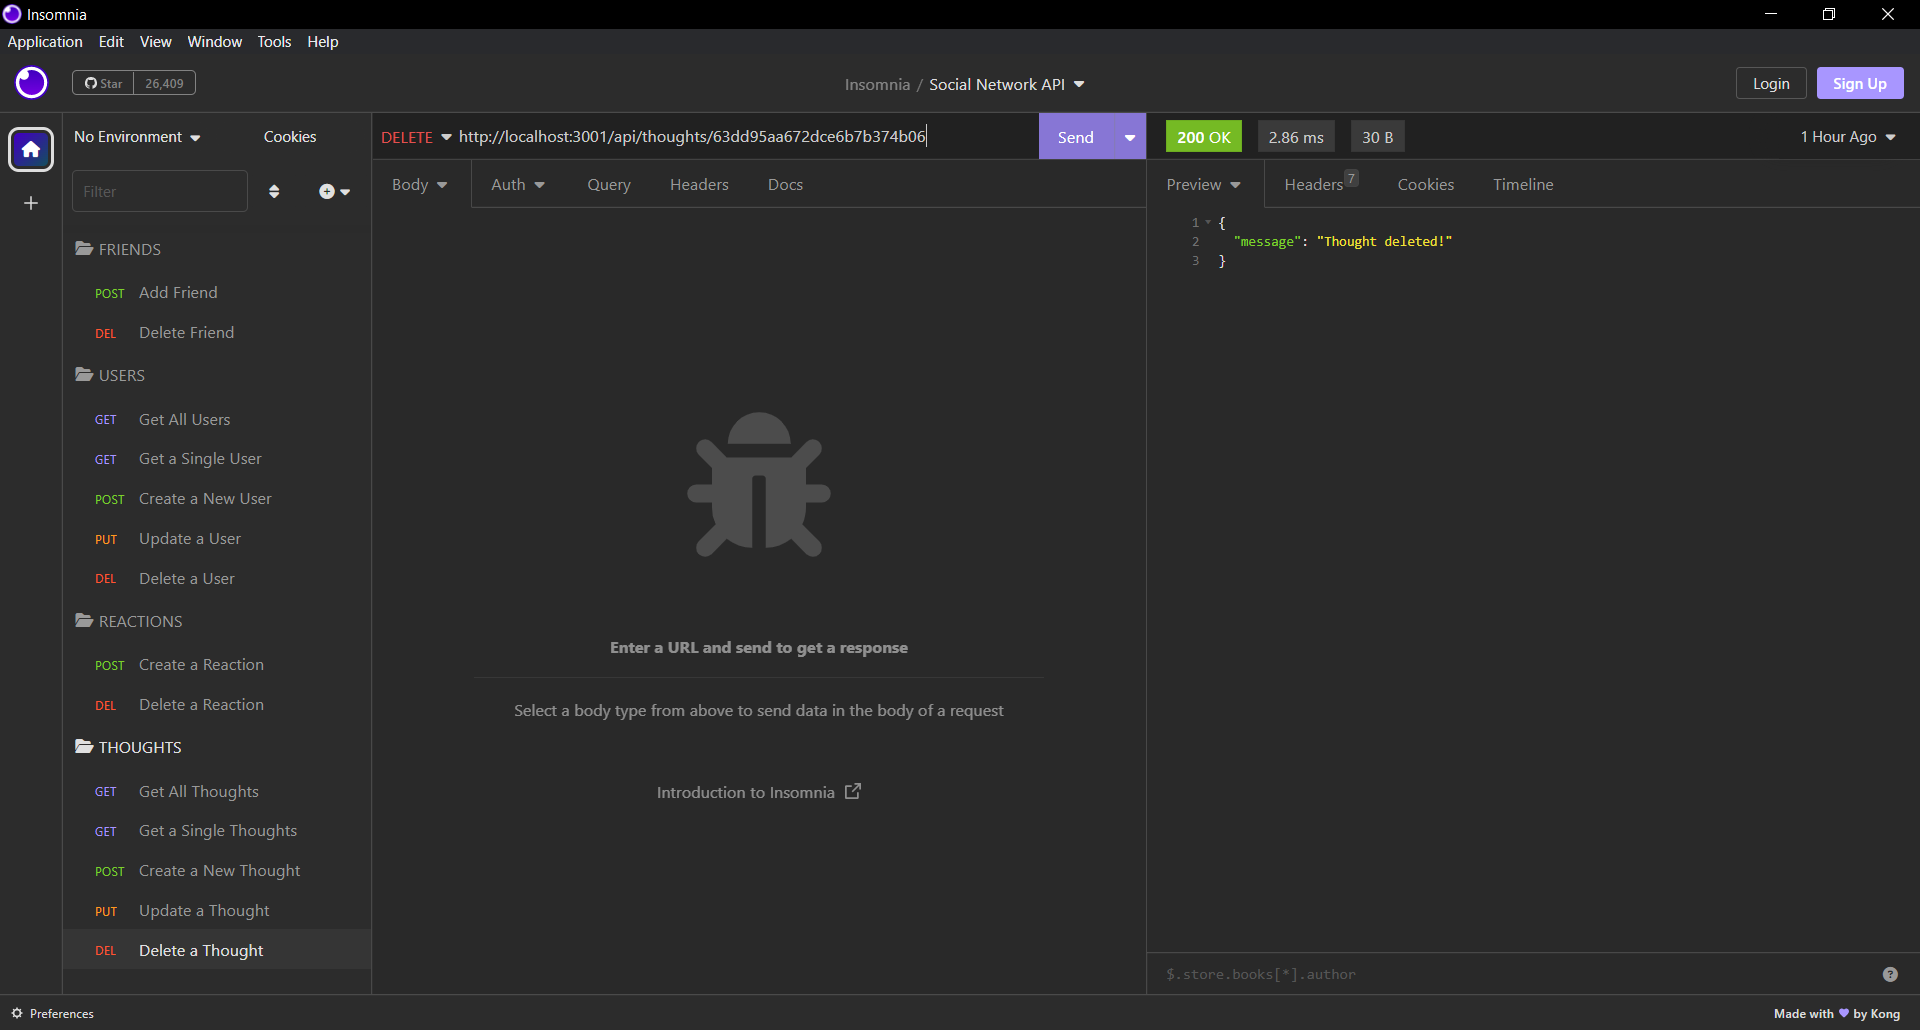 Insomnia
Application Edit View Window Tools Help
Star 26,409
Insomnia / Social Network API
Login Sign Up
No Environment Cookies
DELETE http://localhost:3001/api/thoughts/63dd95aa672dce6b7b374b06 Send
200 OK 2.86 ms 30 B 1 Hour Ago
Filter
Body Auth Query Headers Docs
Preview Headers 7 Cookies Timeline
FRIENDS
POST Add Friend
DEL Delete Friend
USERS
GET Get All Users
GET Get a Single User
POST Create a New User
PUT Update a User
DEL Delete a User
REACTIONS
POST Create a Reaction
DEL Delete a Reaction
THOUGHTS
GET Get All Thoughts
GET Get a Single Thoughts
POST Create a New Thought
PUT Update a Thought
DEL Delete a Thought
Enter a URL and send to get a response
Select a body type from above to send data in the body of a request
Introduction to Insomnia
1 {
2 "message": "Thought deleted!"
3 }
$.store.books[*].author
Preferences
Made with 💜 by Kong